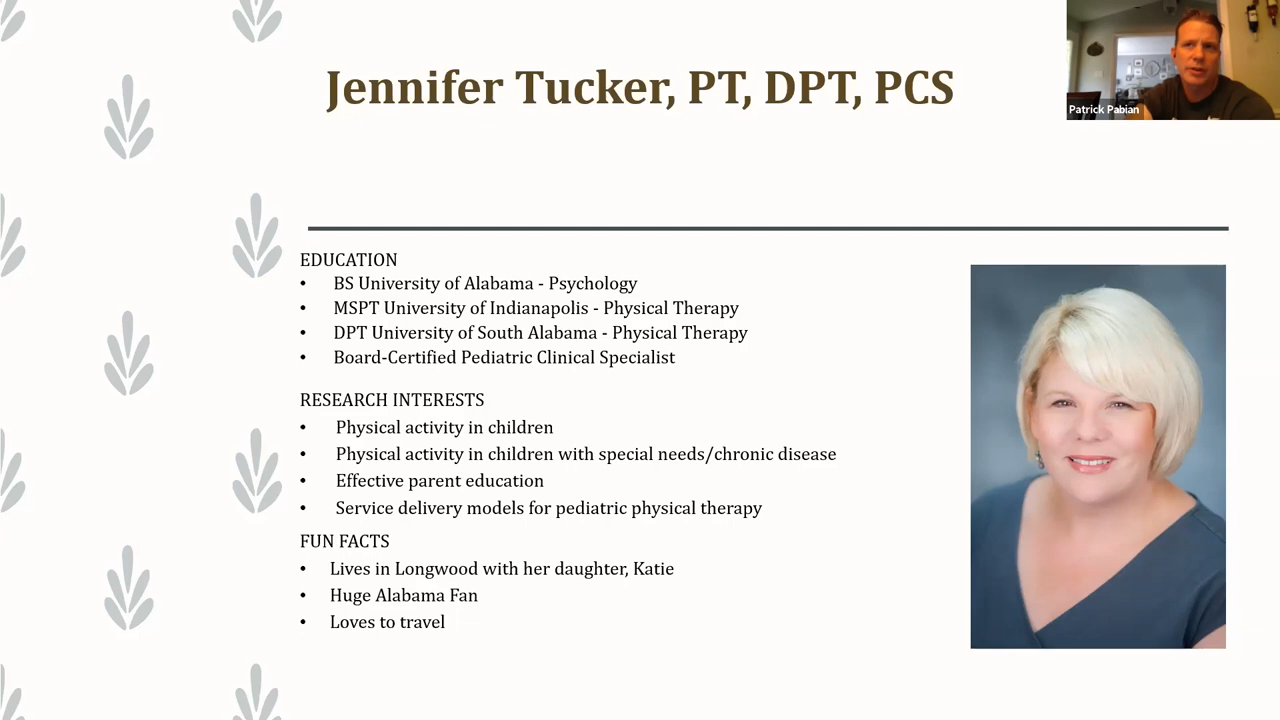 Jennifer Tucker, PT, DPT, PCS
Patrick Pabian
EDUCATION
• BS University of Alabama - Psychology
• MSPT University of Indianapolis - Physical Therapy
• DPT University of South Alabama - Physical Therapy
• Board-Certified Pediatric Clinical Specialist
RESEARCH INTERESTS
• Physical activity in children
• Physical activity in children with special needs/chronic disease
• Effective parent education
• Service delivery models for pediatric physical therapy
FUN FACTS
• Lives in Longwood with her daughter, Katie
• Huge Alabama Fan
• Loves to travel